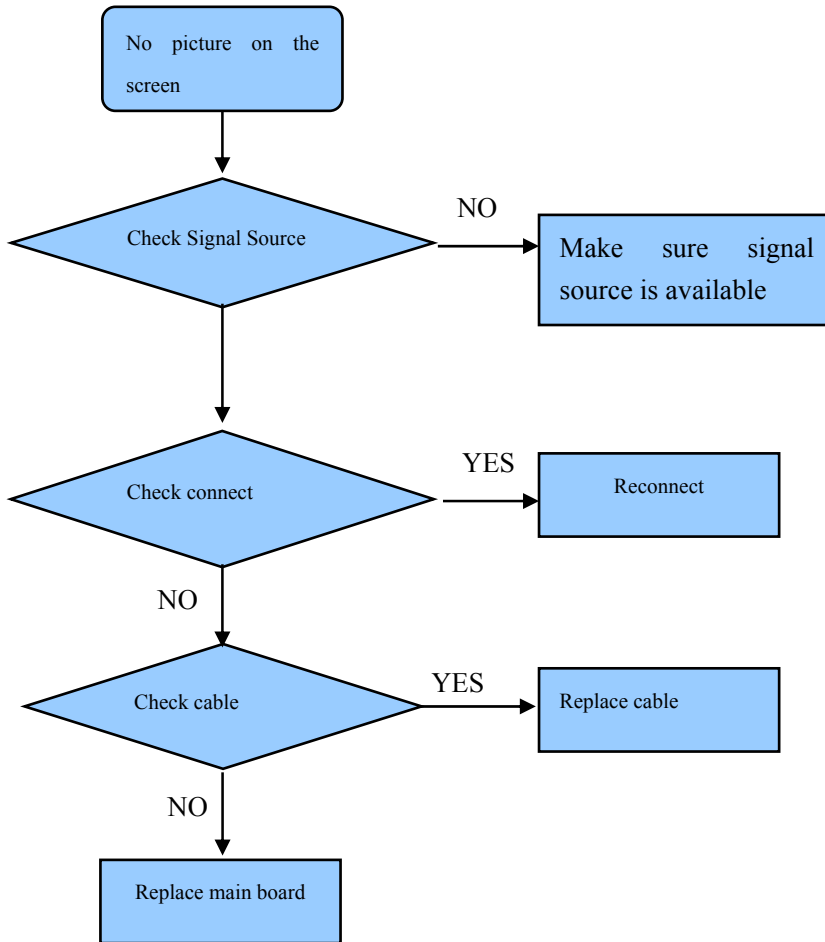 No picture on the
screen
Check Signal Source
NO
Make sure signal
source is available
Check connect
YES
Reconnect
NO
Check cable
YES
Replace cable
NO
Replace main board